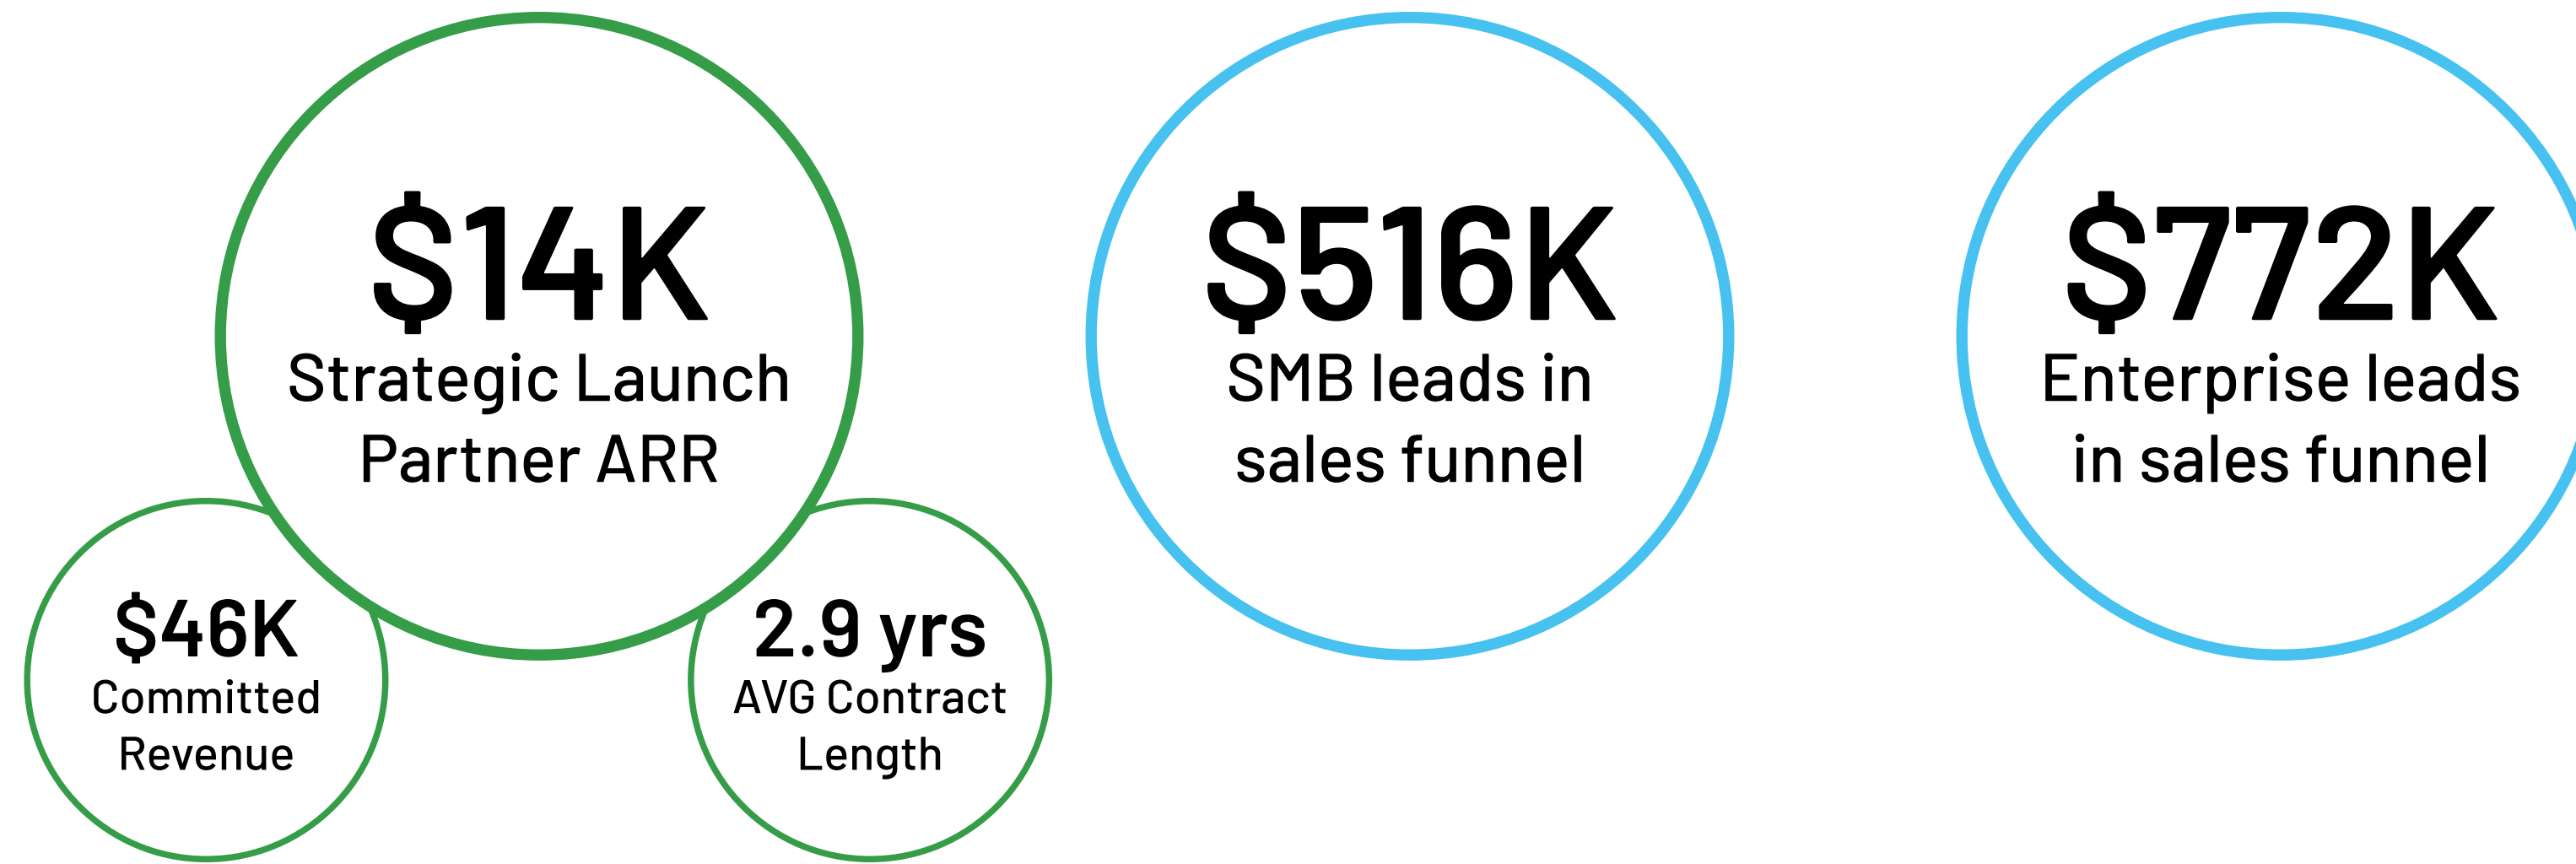 $14K
Strategic Launch
Partner ARR
$46K
Committed
Revenue
2.9 yrs
AVG Contract
Length
$516K
SMB leads in
sales funnel
$772K
Enterprise leads
in sales funnel